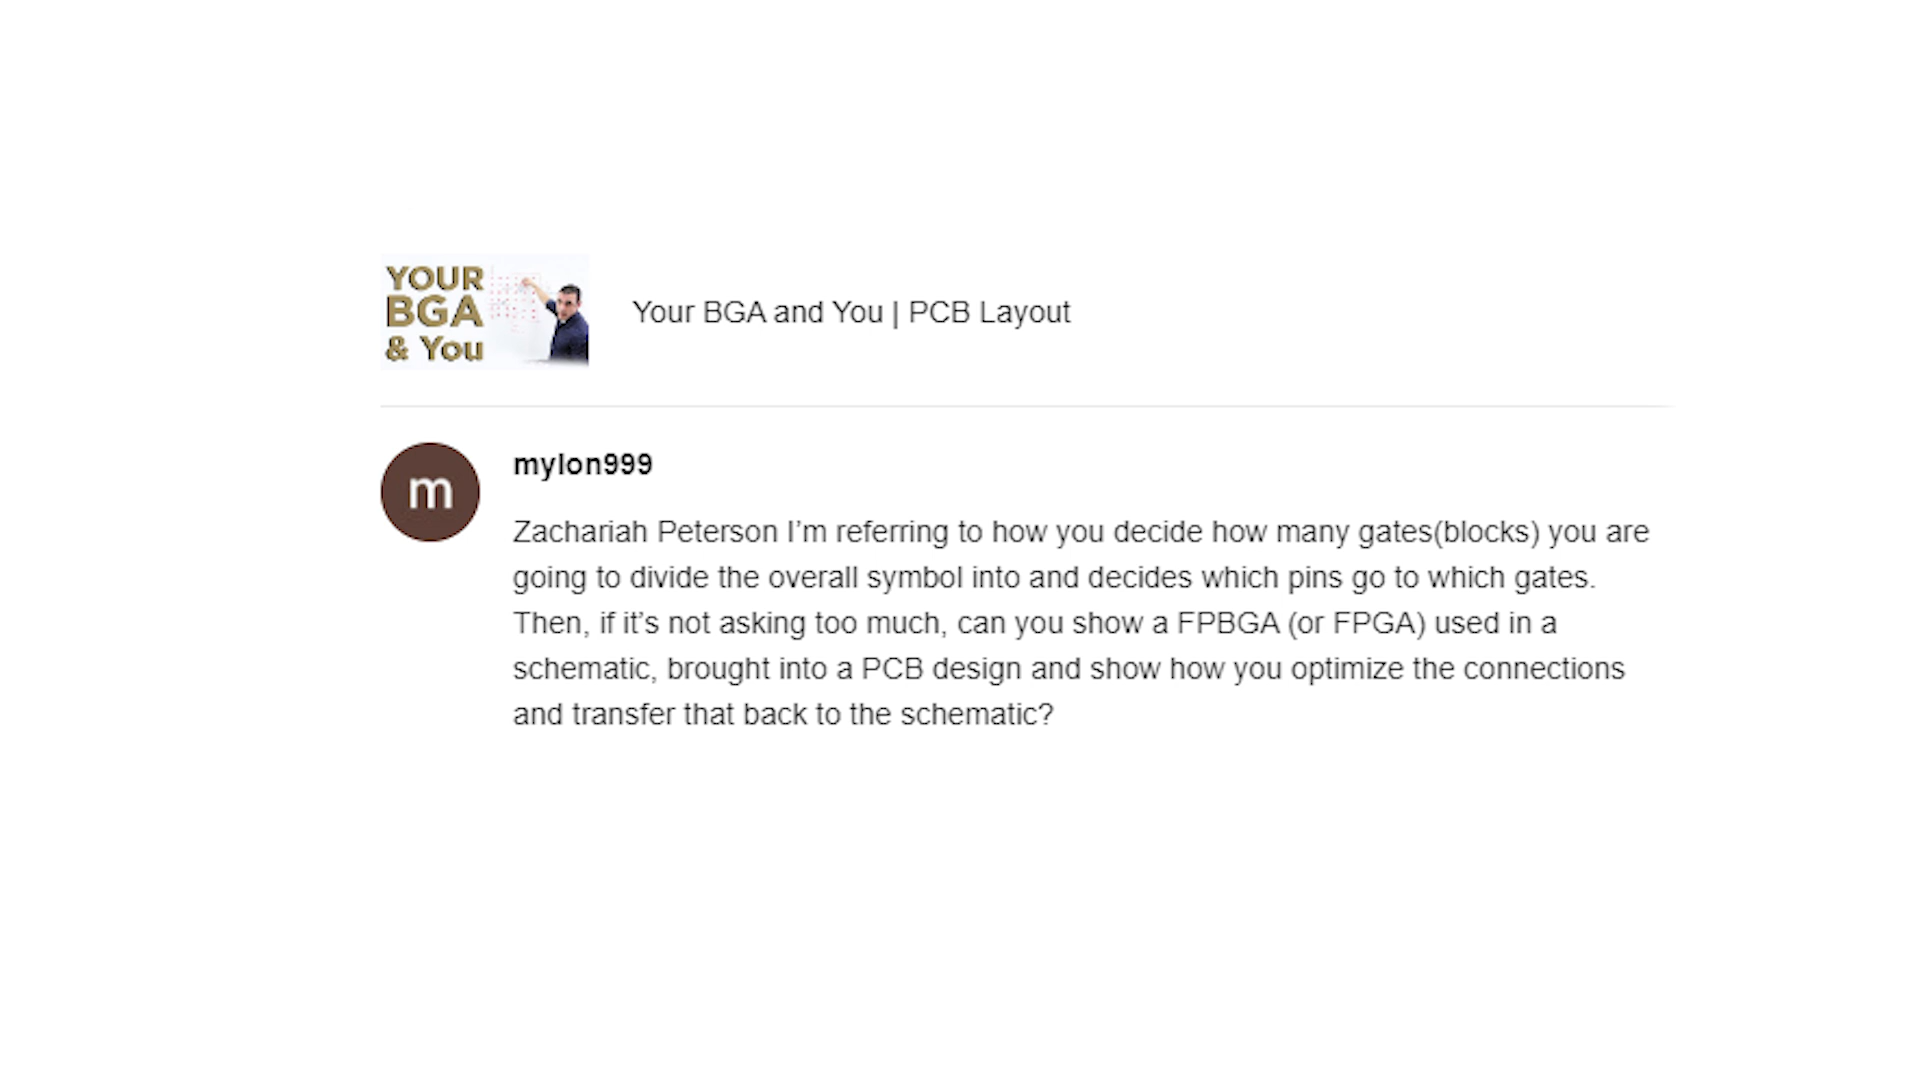 YOUR
BGA
& You
Your BGA and You | PCB Layout
m
mylon999
Zachariah Peterson I’m referring to how you decide how many gates(blocks) you are
going to divide the overall symbol into and decides which pins go to which gates.
Then, if it’s not asking too much, can you show a FPBGA (or FPGA) used in a
schematic, brought into a PCB design and show how you optimize the connections
and transfer that back to the schematic?